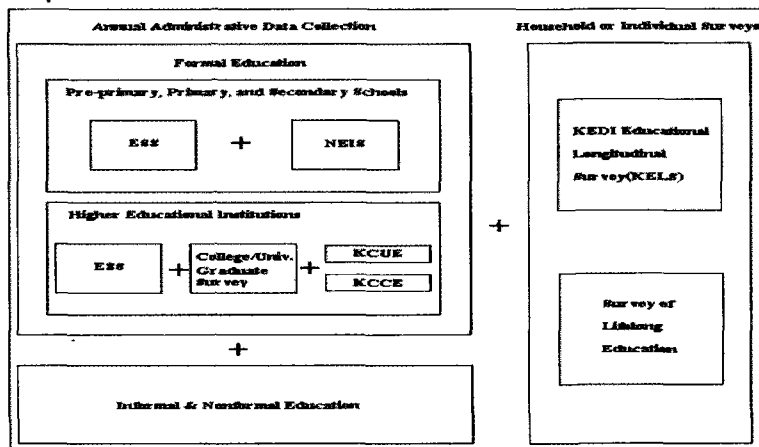 Annual Administrative Data Collection
Household or Individual Surveys
Formal Education
Pre-primary, Primary, and Secondary Schools
ESS
+
NEIS
KEDI Educational
Longitudinal
Survey(KELS)
+
Higher Educational Institutions
ESS
+
College/Univ.
Graduate
Survey
+
KCUE
KCCE
Survey of
Lifelong
Education
+
Informal & Nonformal Education